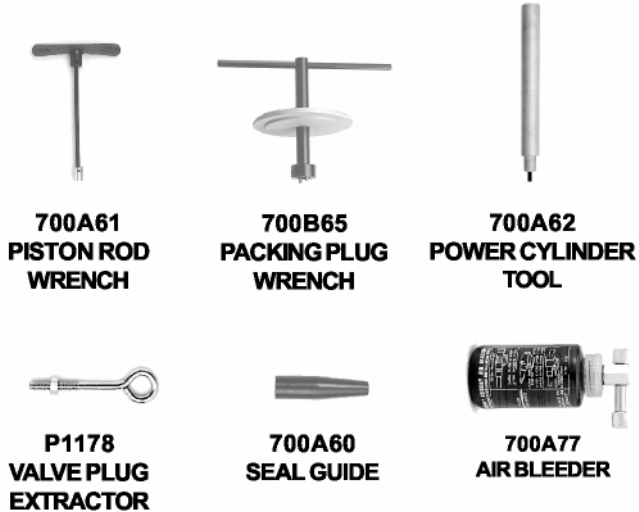 700A61
PISTON ROD
WRENCH
700B65
PACKING PLUG
WRENCH
700A62
POWER CYLINDER
TOOL
P1178
VALVE PLUG
EXTRACTOR
700A60
SEAL GUIDE
700A77
AIR BLEEDER